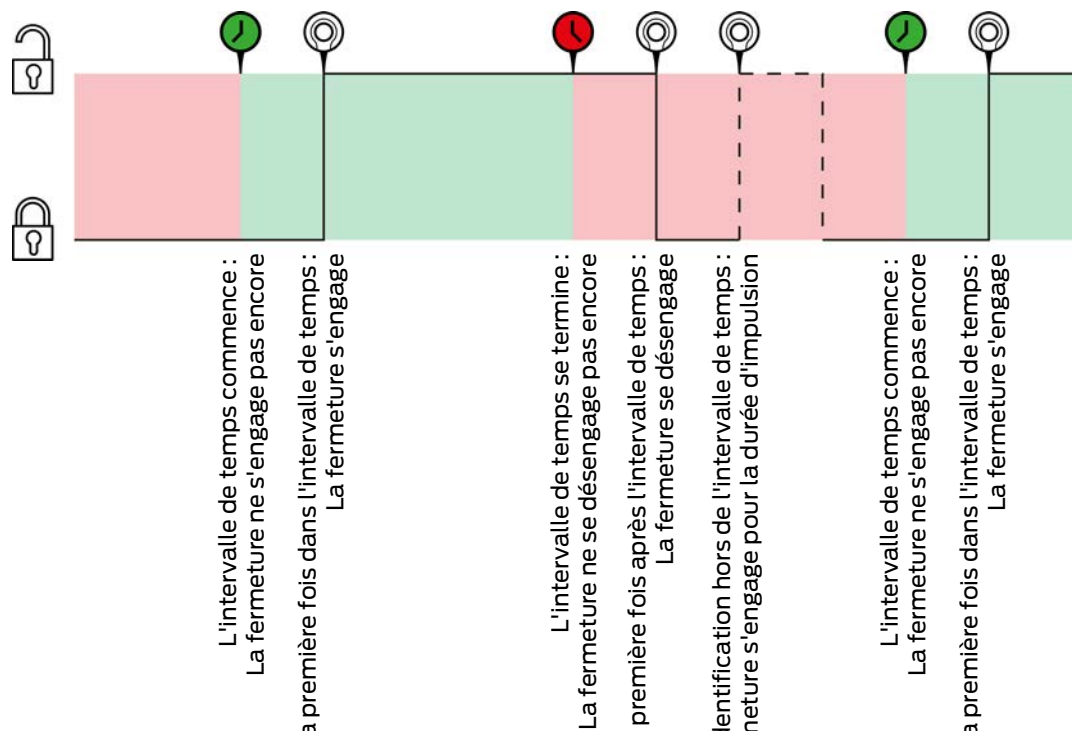 L'intervalle de temps commence :
La fermeture ne s'engage pas encore
première fois dans l'intervalle de temps :
La fermeture s'engage
L'intervalle de temps se termine :
La fermeture ne se désengage pas encore
première fois après l'intervalle de temps :
La fermeture se désengage
hors de l'intervalle de temps :
s'engage pour la durée d'impulsion
L'intervalle de temps commence :
La fermeture ne s'engage pas encore
première fois dans l'intervalle de temps :
La fermeture s'engage